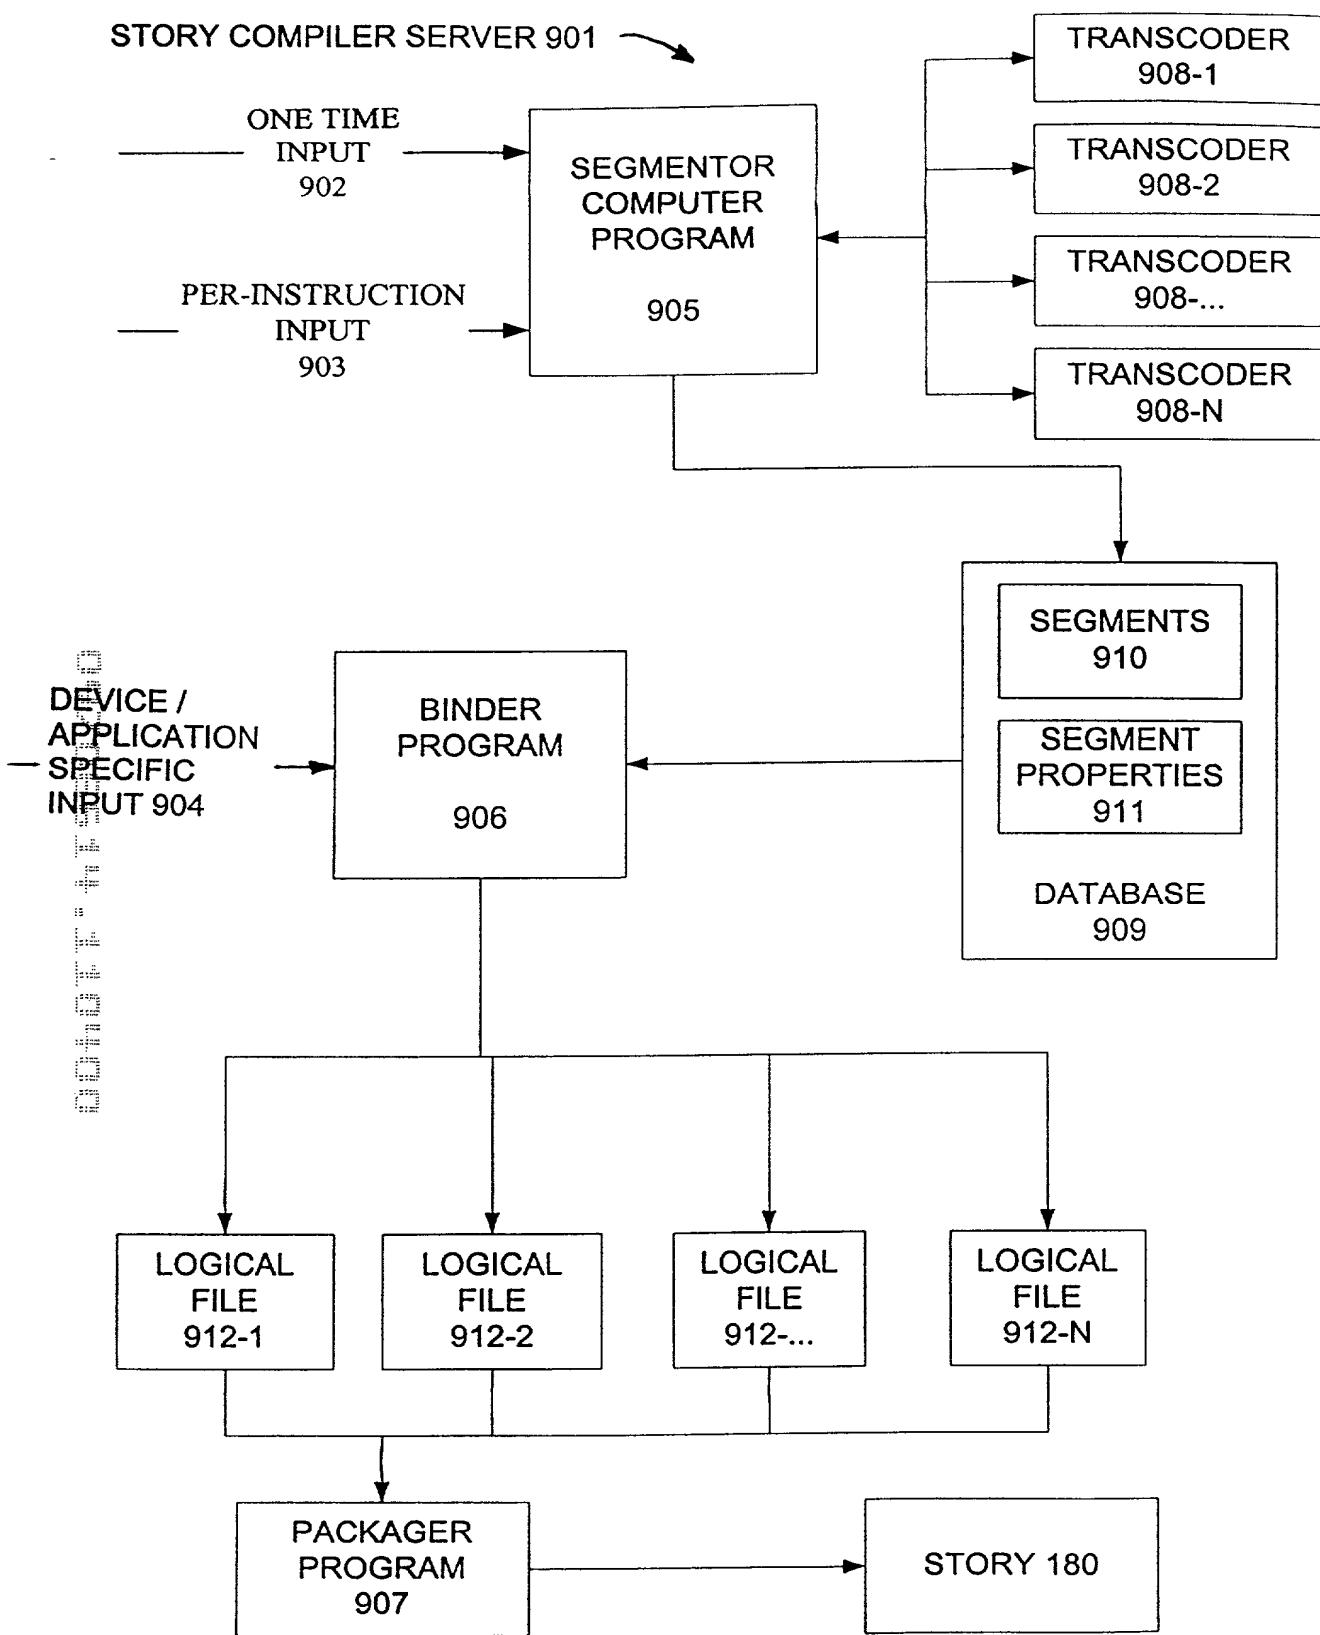 STORY COMPILER SERVER 901
ONE TIME
INPUT
902
PER-INSTRUCTION
INPUT
903
SEGMENTOR
COMPUTER
PROGRAM
905
TRANSCODER
908-1
TRANSCODER
908-2
TRANSCODER
908-...
TRANSCODER
908-N
SEGMENTS
910
SEGMENT
PROPERTIES
911
DATABASE
909
DEVICE /
APPLICATION
SPECIFIC
INPUT 904
BINDER
PROGRAM
906
LOGICAL
FILE
912-1
LOGICAL
FILE
912-2
LOGICAL
FILE
912-...
LOGICAL
FILE
912-N
PACKAGER
PROGRAM
907
STORY 180